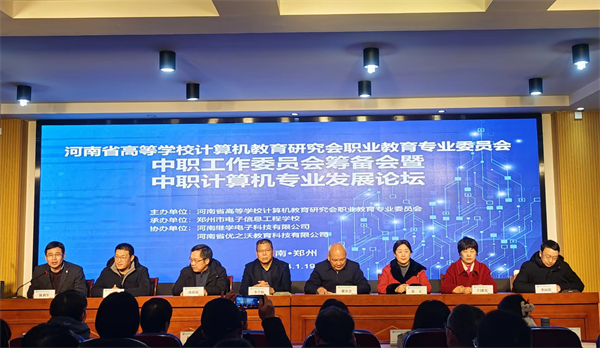 河南省高等学校计算机教育研究会职业教育专业委员会
中职工作委员会筹备会暨
中职计算机专业发展论坛
主办单位：河南省高等学校计算机教育研究会职业教育专业委员会
承办单位：郑州市电子信息工程学校
协办单位：河南继学电子科技有限公司
河南省优之沃教育科技有限公司
南·郑州
.1.19